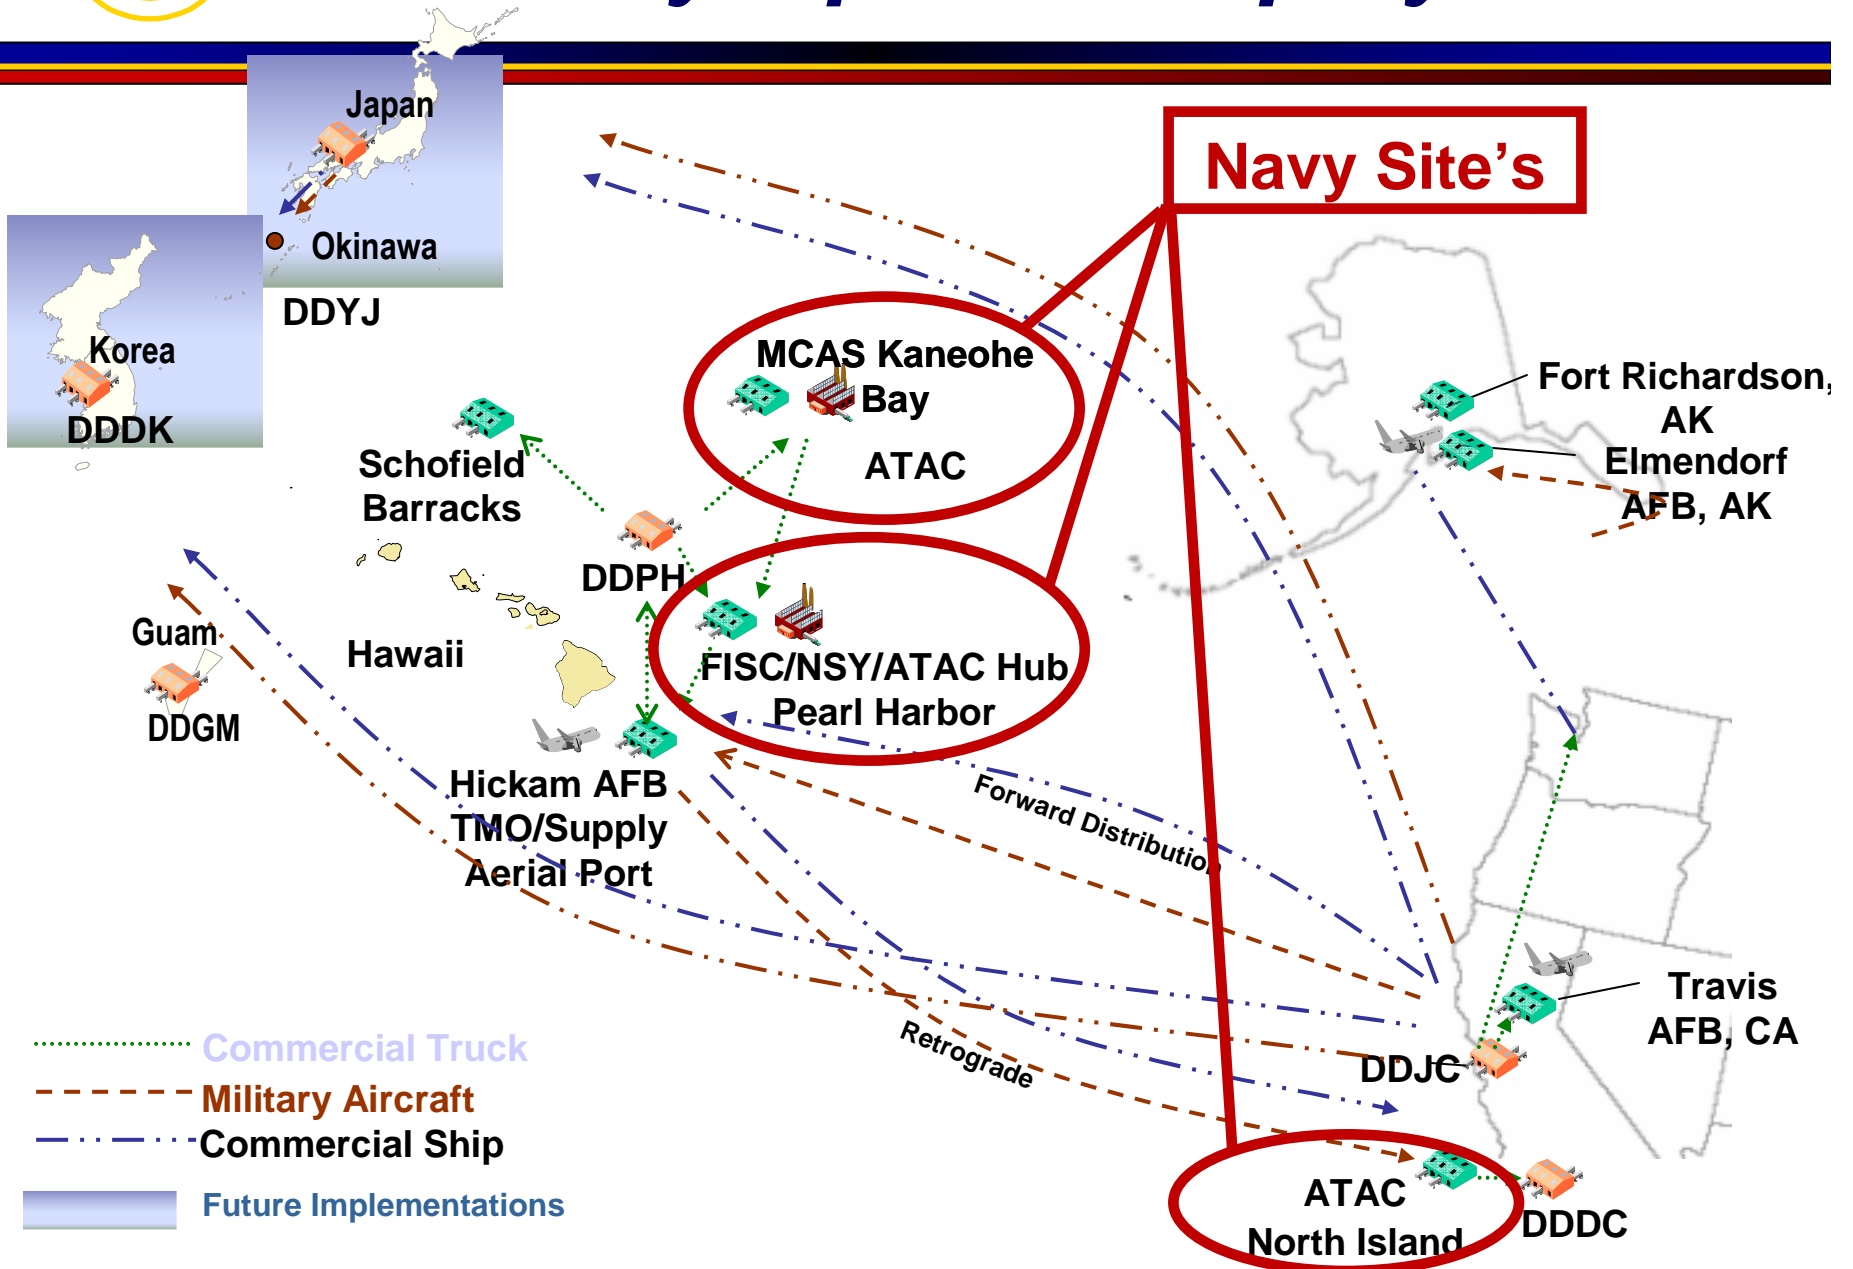 Japan
Navy Site's
Okinawa
DDYJ
Korea
DDDK
MCAS Kaneohe
Bay
ATAC
Fort Richardson,
AK
Elmendorf
AFB, AK
Schofield
Barracks
DDPH
Guam
DDGM
Hawaii
FISC/NSY/ATAC Hub
Pearl Harbor
Hickam AFB
TMO/Supply
Aerial Port
Forward Distribution
Retrograde
Travis
AFB, CA
DDJC
Commercial Truck
Military Aircraft
Commercial Ship
Future Implementations
ATAC
North Island
DDDC